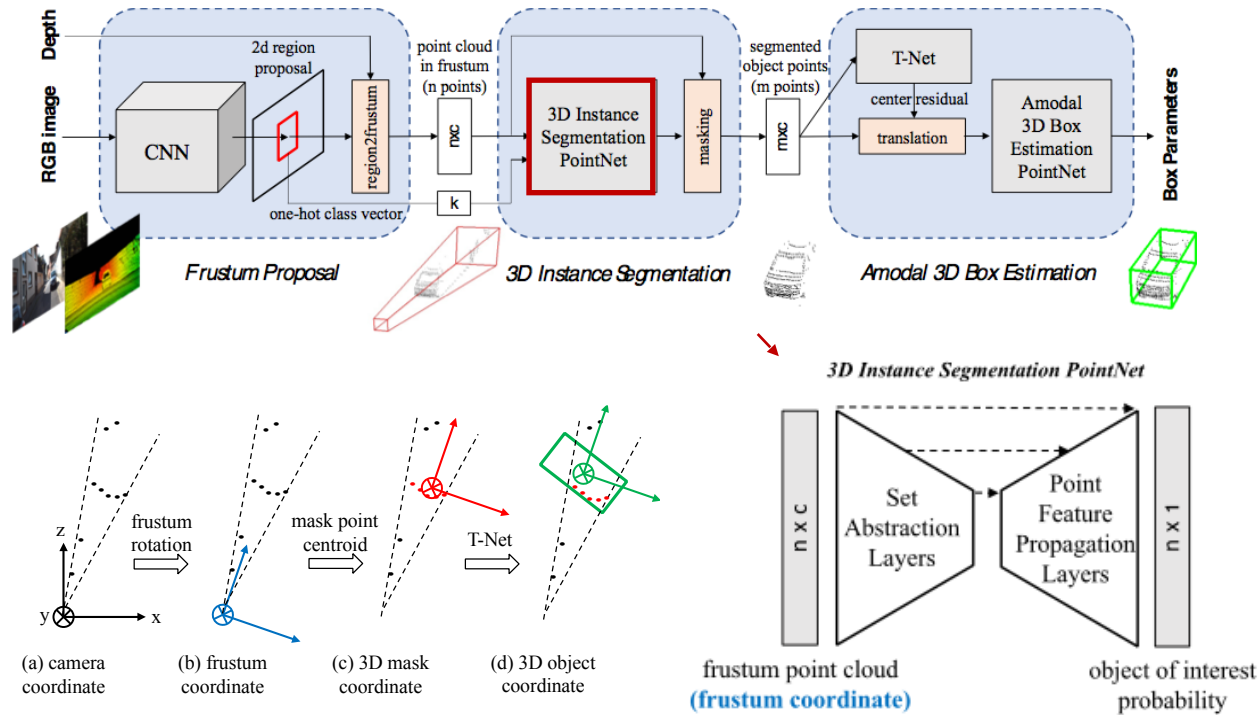 Depth
RGB image
CNN
2d region
proposal
region2frustum
one-hot class vector
point cloud
in frustum
(n points)
nxc
k
3D Instance
Segmentation
PointNet
masking
segmented
object points
(m points)
mxc
T-Net
center residual
translation
Amodal
3D Box
Estimation
PointNet
Box Parameters
Frustum Proposal
3D Instance Segmentation
Amodal 3D Box Estimation
z
y
x
frustum
rotation
mask point
centroid
T-Net
(a) camera
coordinate
(b) frustum
coordinate
(c) 3D mask
coordinate
(d) 3D object
coordinate
3D Instance Segmentation PointNet
n x c
Set
Abstraction
Layers
Point
Feature
Propagation
Layers
n x 1
frustum point cloud
(frustum coordinate)
object of interest
probability